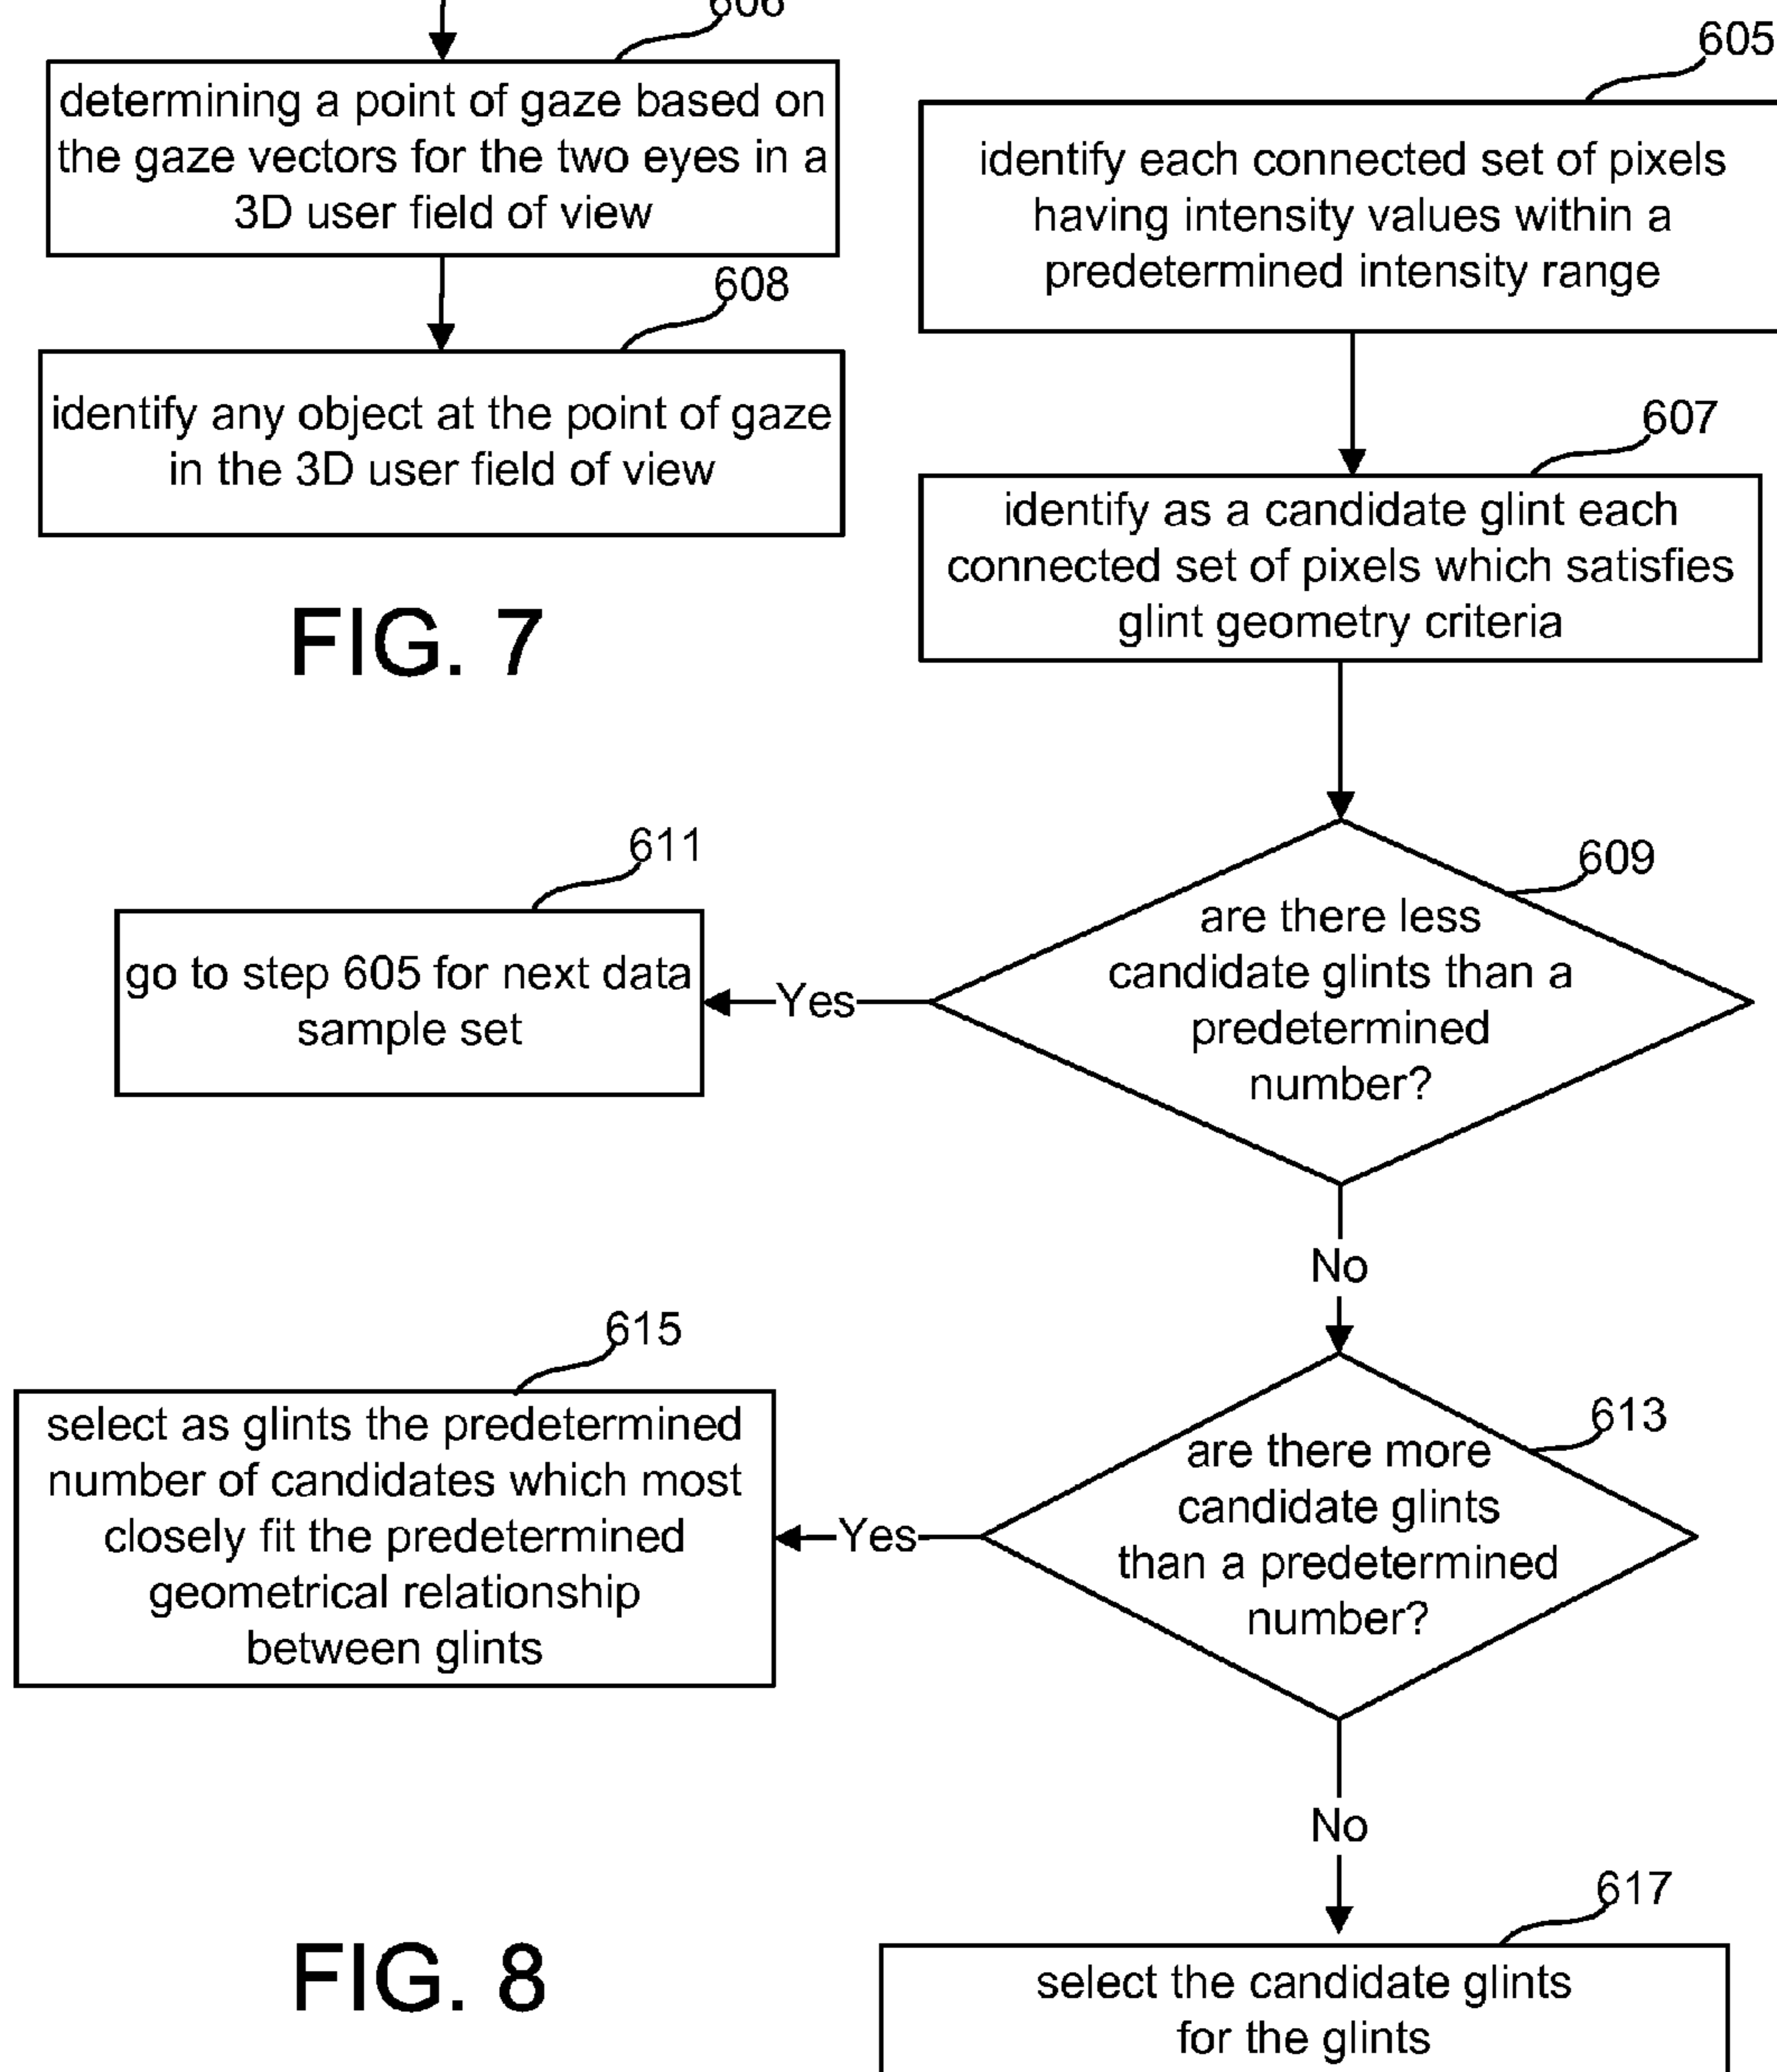 606
determining a point of gaze based on
the gaze vectors for the two eyes in a
3D user field of view
608
identify any object at the point of gaze
in the 3D user field of view
FIG. 7
605
identify each connected set of pixels
having intensity values within a
predetermined intensity range
607
identify as a candidate glint each
connected set of pixels which satisfies
glint geometry criteria
609
are there less
candidate glints than a
predetermined
number?
Yes
611
go to step 605 for next data
sample set
No
613
are there more
candidate glints
than a predetermined
number?
Yes
615
select as glints the predetermined
number of candidates which most
closely fit the predetermined
geometrical relationship
between glints
No
617
select the candidate glints
for the glints
FIG. 8